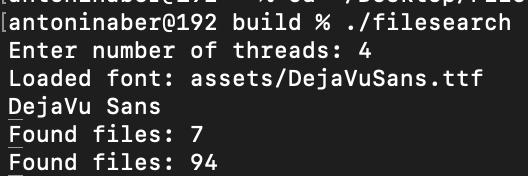 [antoninaber@192 build % ./filesearch
Enter number of threads: 4
Loaded font: assets/DejaVuSans.ttf
DejaVu Sans
Found files: 7
Found files: 94